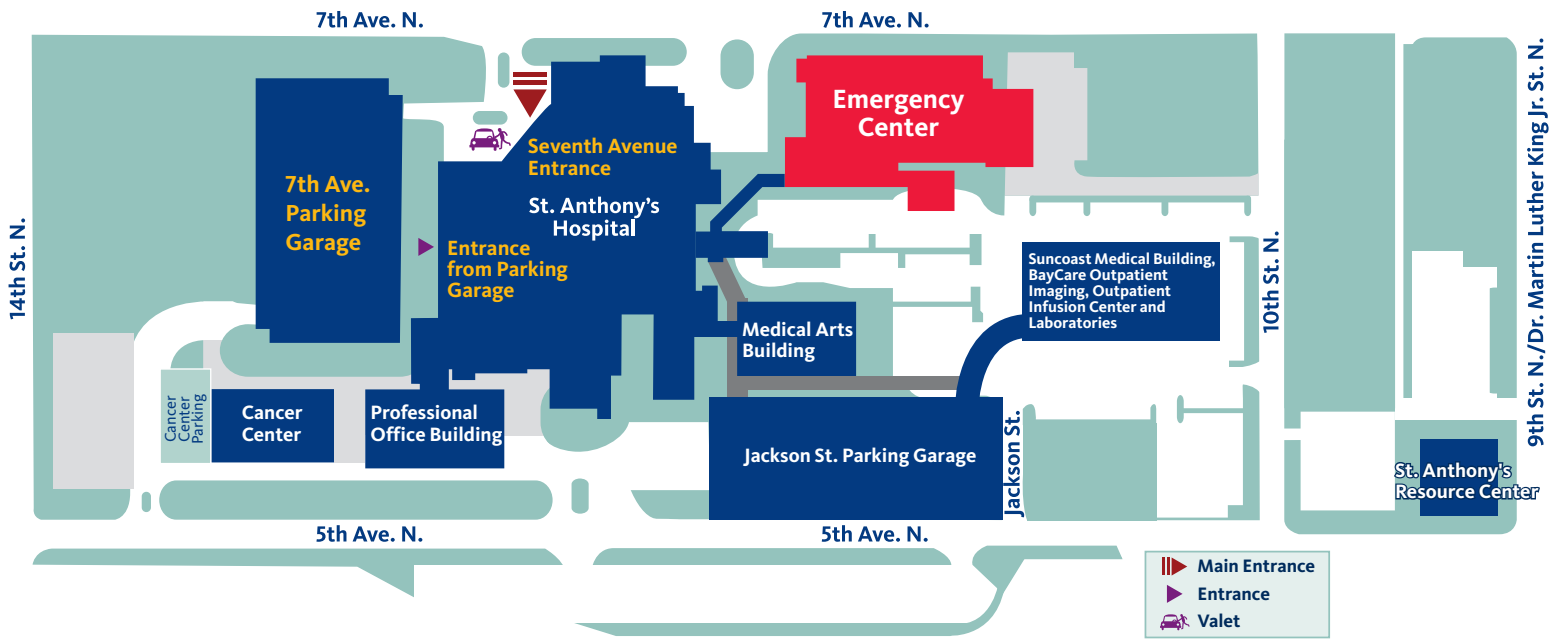 7th Ave. N.
7th Ave. N.
Emergency
Center
Seventh Avenue
Entrance
7th Ave.
Parking
Garage
St. Anthony's
Hospital
Entrance
from Parking
Garage
14th St. N.
Suncoast Medical Building,
BayCare Outpatient
Imaging, Outpatient
Infusion Center and
Laboratories
10th St. N.
9th St. N./Dr. Martin Luther King Jr. St. N.
Medical Arts
Building
Cancer
Center
Parking
Cancer
Center
Professional
Office Building
Jackson St. Parking Garage
Jackson St.
St. Anthony's
Resource Center
5th Ave. N.
5th Ave. N.
Main Entrance
Entrance
Valet